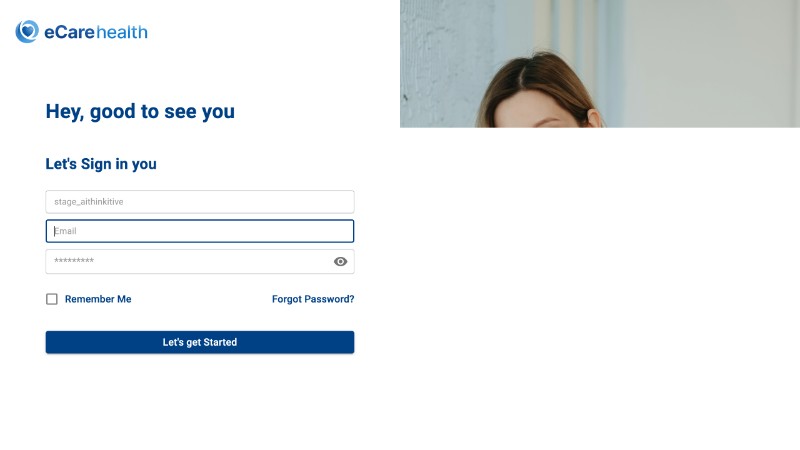 eCarehealth
Hey, good to see you
Let's Sign in you
stage_aithinkitive
Email
*********
Remember Me
Forgot Password?
Let's get Started